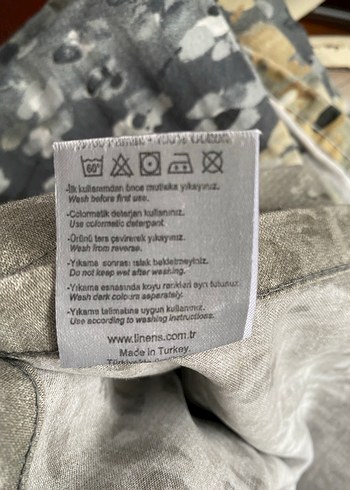 60°
-İlk kullanımdan önce mutlaka yıkayınız.
Wash before first use.
-Colormatik deterjan kullanınız.
Use colormatic detergent.
-Ürünü ters çevirerek yıkayınız.
Wash from reverse.
-Yıkama sonrası ıslak bekletmeyiniz.
Do not keep wet after washing.
-Yıkama esnasında koyu renkleri ayrı tutunuz.
Wash dark colours separately.
-Yıkama talimatına uygun kullanınız.
Use according to washing instructions.
www.linens.com.tr
Made in Turkey.